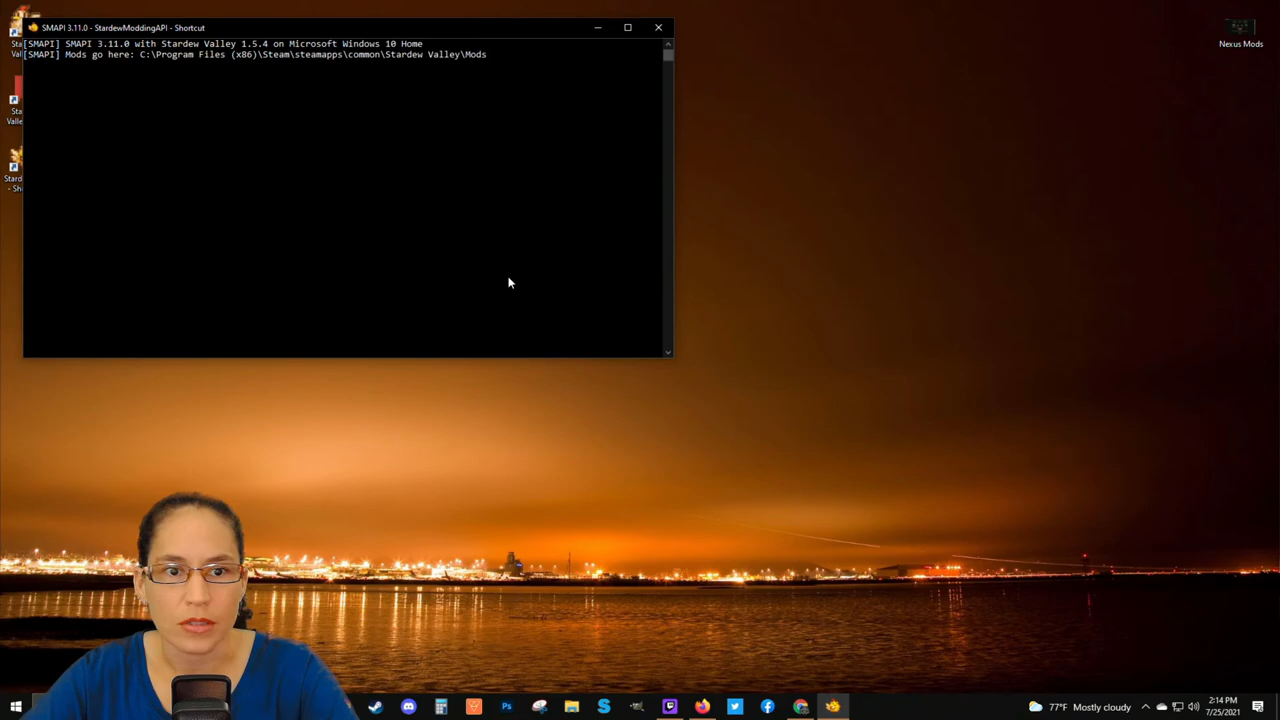 SMAPI 3.11.0 - StardewModdingAPI - Shortcut
[SMAPI] SMAPI 3.11.0 with Stardew Valley 1.5.4 on Microsoft Windows 10 Home
[SMAPI] Mods go here: C:\Program Files (x86)\Steam\steamapps\common\Stardew Valley\Mods
Nexus Mods
Ps
77°F Mostly cloudy
2:14 PM
7/25/2021